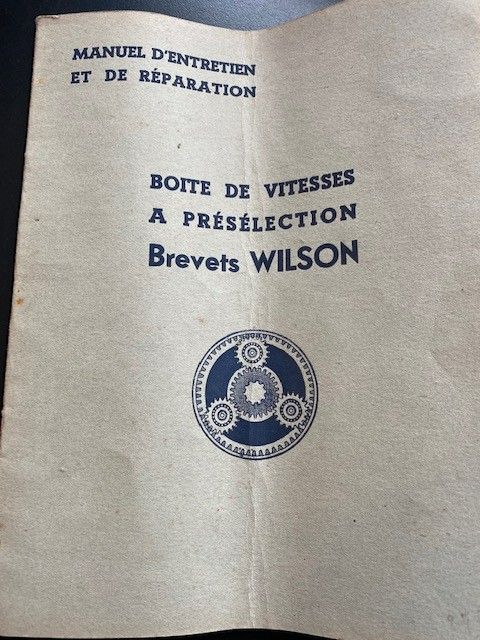 MANUEL D'ENTRETIEN
ET DE RÉPARATION
BOITE DE VITESSES
A PRÉSÉLECTION
Brevets WILSON